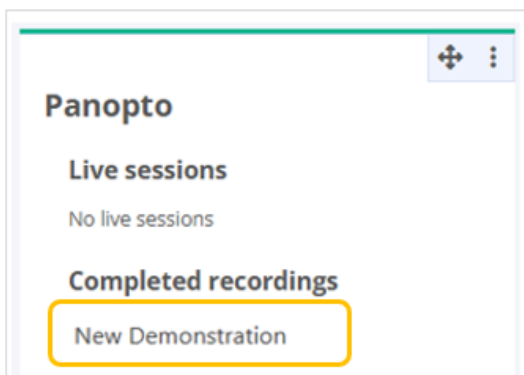 Panopto
Live sessions
No live sessions
Completed recordings
New Demonstration